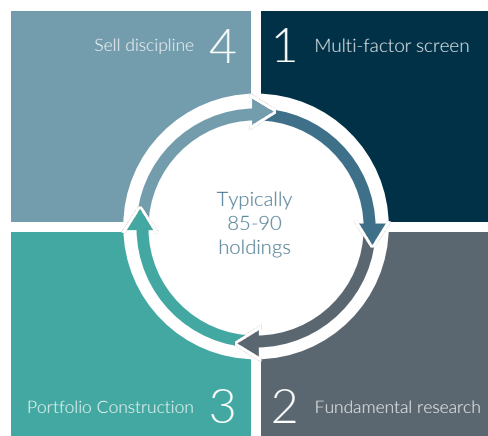 Sell discipline 4
1 Multi-factor screen
Typically
85-90
holdings
Portfolio Construction 3
2 Fundamental research